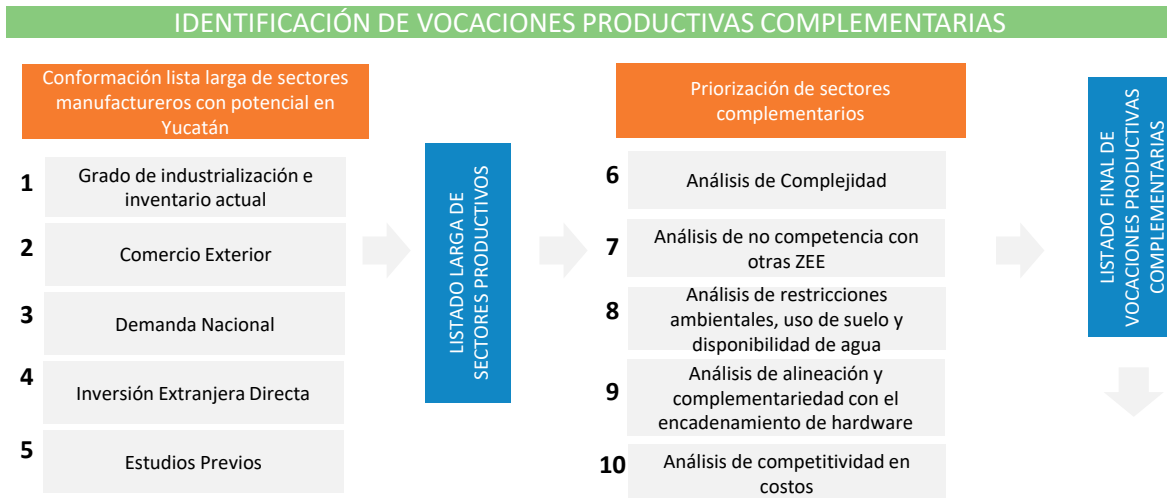 IDENTIFICACIÓN DE VOCACIONES PRODUCTIVAS COMPLEMENTARIAS
Conformación lista larga de sectores
manufactureros con potencial en
Yucatán
1
Grado de industrialización e
inventario actual
2
Comercio Exterior
3
Demanda Nacional
4
Inversión Extranjera Directa
5
Estudios Previos
LISTADO LARGA DE
SECTORES PRODUCTIVOS
Priorización de sectores
complementarios
6
Análisis de Complejidad
7
Análisis de no competencia con
otras ZEE
8
Análisis de restricciones
ambientales, uso de suelo y
disponibilidad de agua
9
Análisis de alineación y
complementariedad con el
encadenamiento de hardware
10
Análisis de competitividad en
costos
LISTADO FINAL DE
VOCACIONES PRODUCTIVAS
COMPLEMENTARIAS